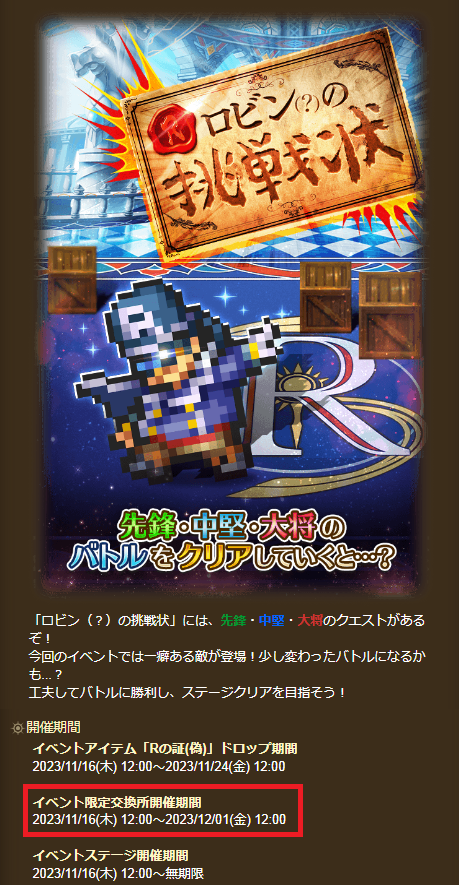 R
ロビン(?)の
挑戦状
R
先鋒・中堅・大将の
バトルをクリアしていくと…?
「ロビン（？）の挑戦状」には、先鋒・中堅・大将のクエストがある
ぞ！
今回のイベントでは一癖ある敵が登場！少し変わったバトルになるか
も…？
工夫してバトルに勝利し、ステージクリアを目指そう！
開催期間
イベントアイテム「Rの証(偽)」ドロップ期間
2023/11/16(木) 12:00～2023/11/24(金) 12:00
イベント限定交換所開催期間
2023/11/16(木) 12:00～2023/12/01(金) 12:00
イベントステージ開催期間
2023/11/16(木) 12:00～無期限